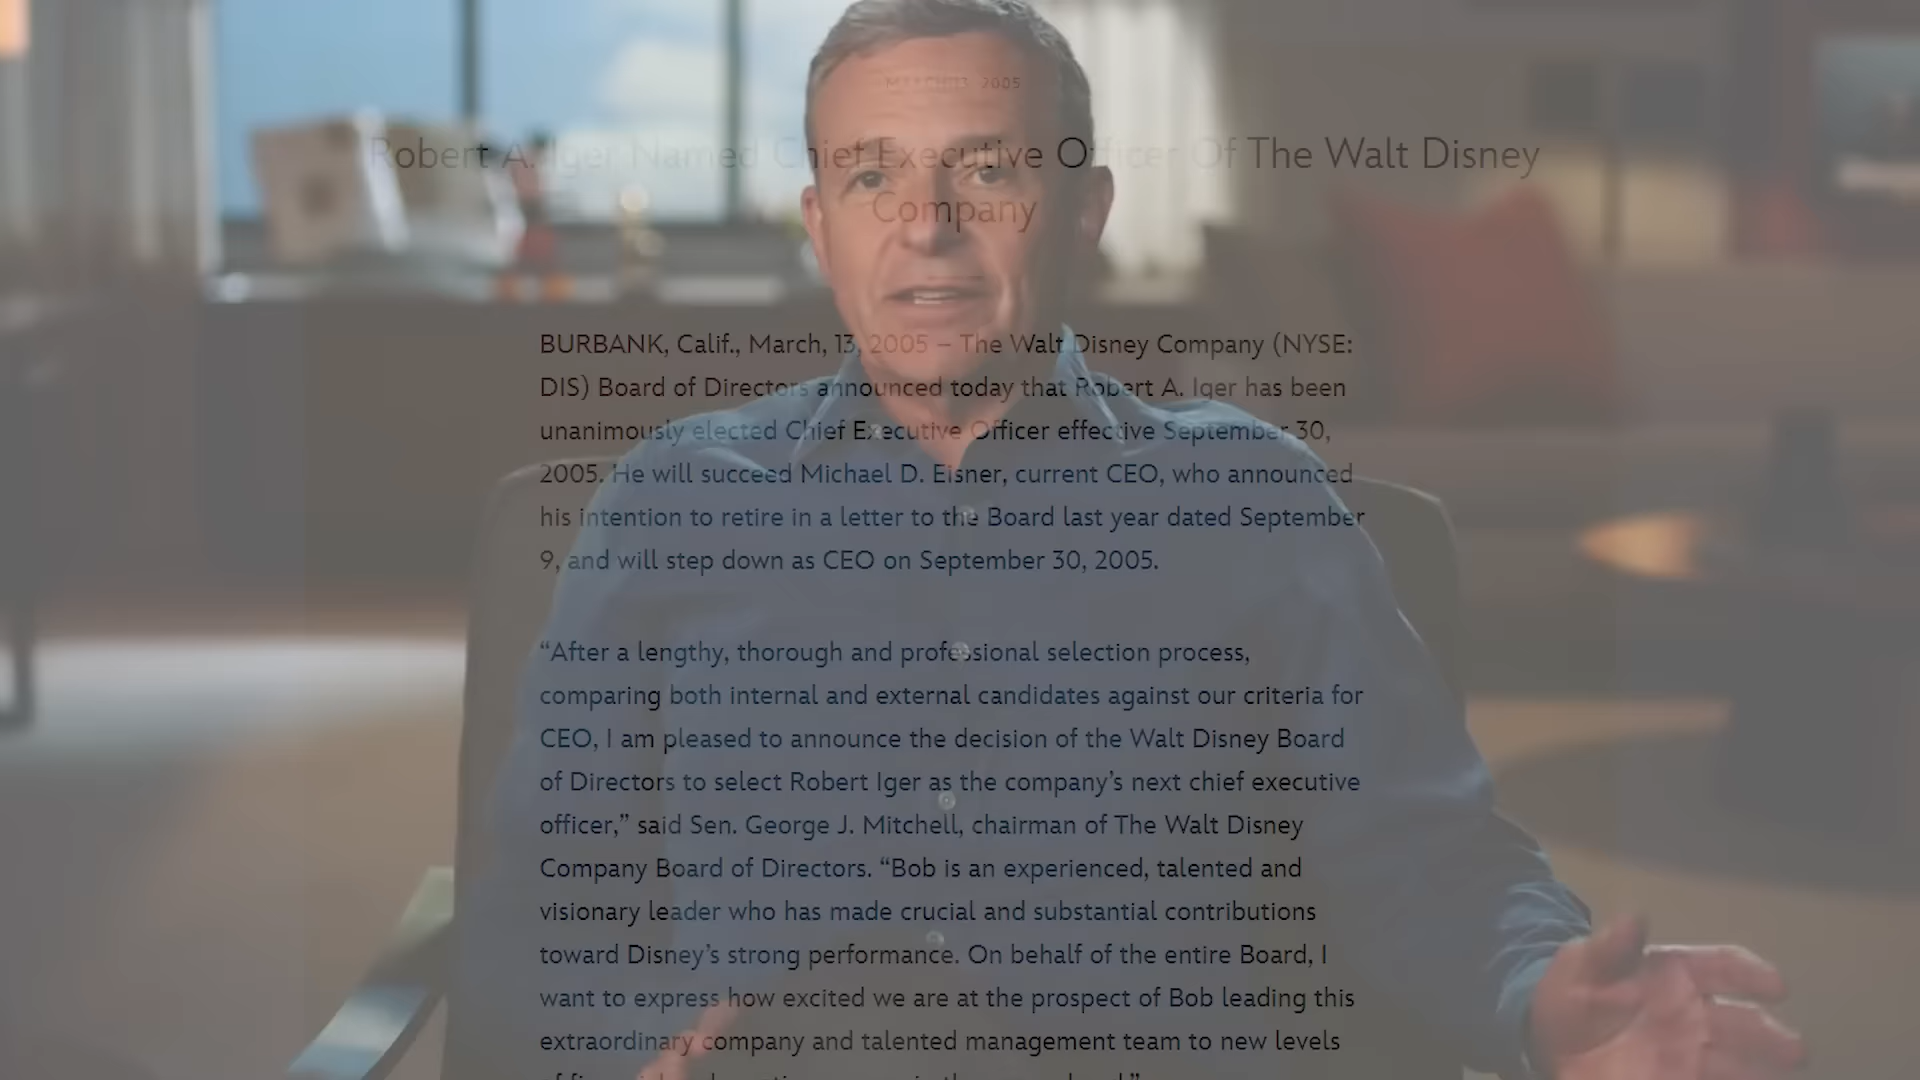 MARCH 13, 2005
Robert A. Iger Named Chief Executive Officer Of The Walt Disney
Company
BURBANK, Calif., March, 13, 2005 – The Walt Disney Company (NYSE:
DIS) Board of Directors announced today that Robert A. Iger has been
unanimously elected Chief Executive Officer effective September 30,
2005. He will succeed Michael D. Eisner, current CEO, who announced
his intention to retire in a letter to the Board last year dated September
9, and will step down as CEO on September 30, 2005.
“After a lengthy, thorough and professional selection process,
comparing both internal and external candidates against our criteria for
CEO, I am pleased to announce the decision of the Walt Disney Board
of Directors to select Robert Iger as the company’s next chief executive
officer,” said Sen. George J. Mitchell, chairman of The Walt Disney
Company Board of Directors. “Bob is an experienced, talented and
visionary leader who has made crucial and substantial contributions
toward Disney’s strong performance. On behalf of the entire Board, I
want to express how excited we are at the prospect of Bob leading this
extraordinary company and talented management team to new levels